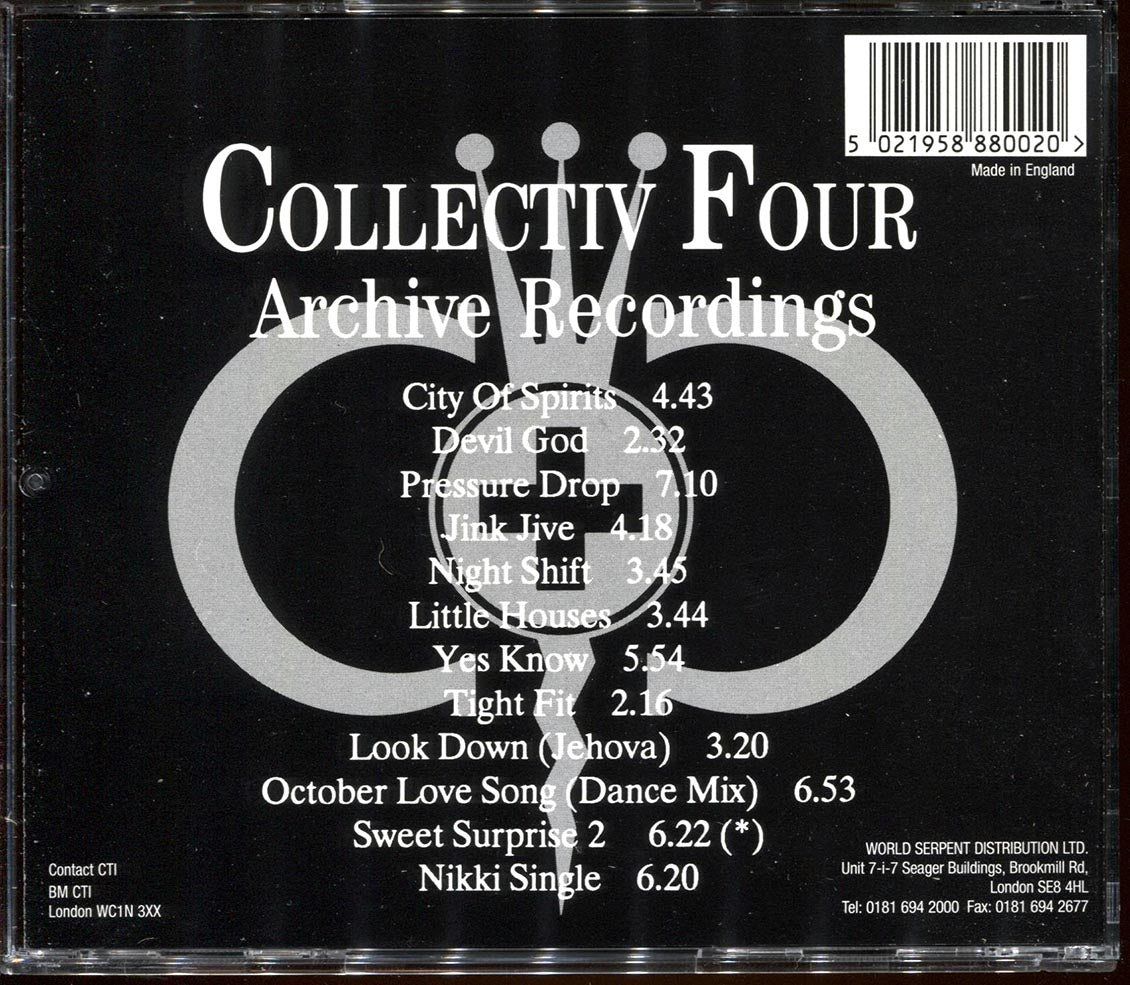 5 021958 880020 >
Made in England
COLLECTIV FOUR
Archive Recordings
City Of Spirits 4.43
Devil God 2.32
Pressure Drop 7.10
Jink Jive 4.18
Night Shift 3.45
Little Houses 3.44
Yes Know 5.54
Tight Fit 2.16
Look Down (Jehova) 3.20
October Love Song (Dance Mix) 6.53
Sweet Surprise 2 6.22 (*)
Nikki Single 6.20
Contact CTI
BM CTI
London WC1N 3XX
WORLD SERPENT DISTRIBUTION LTD.
Unit 7-i-7 Seager Buildings, Brookmill Rd,
London SE8 4HL
Tel: 0181 694 2000 Fax: 0181 694 2677